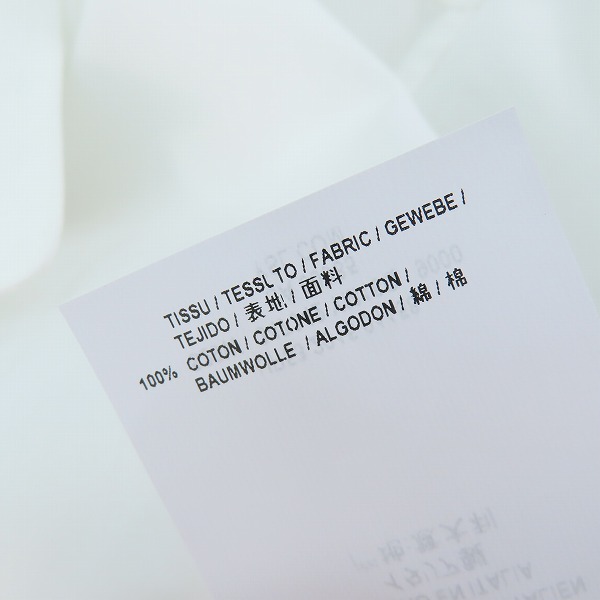 TISSU / TESSUTO / FABRIC / GEWEBE /
TEJIDO / 表地 / 面料
100% COTON / COTONE / COTTON /
BAUMWOLLE / ALGODON / 綿 / 棉